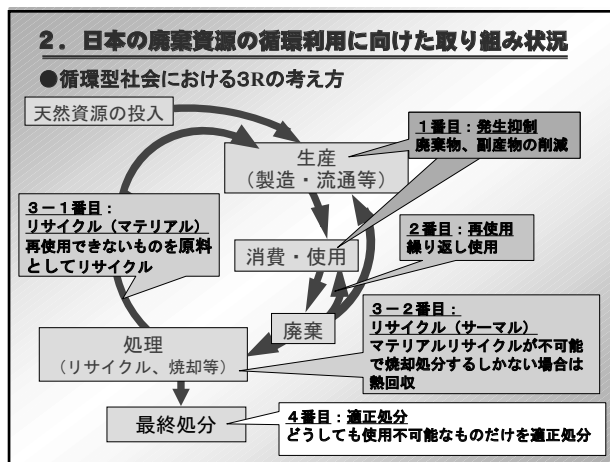 2．日本の廃棄資源の循環利用に向けた取り組み状況
●循環型社会における3Rの考え方
天然資源の投入
1番目：発生抑制
廃棄物、副産物の削減
生産
（製造・流通等）
3－1番目：
リサイクル（マテリアル）
再使用できないものを原料
としてリサイクル
2番目：再使用
繰り返し使用
消費・使用
3－2番目：
リサイクル（サーマル）
マテリアルリサイクルが不可能
で焼却処分するしかない場合は
熱回収
廃棄
処理
（リサイクル、焼却等）
最終処分
4番目：適正処分
どうしても使用不可能なものだけを適正処分